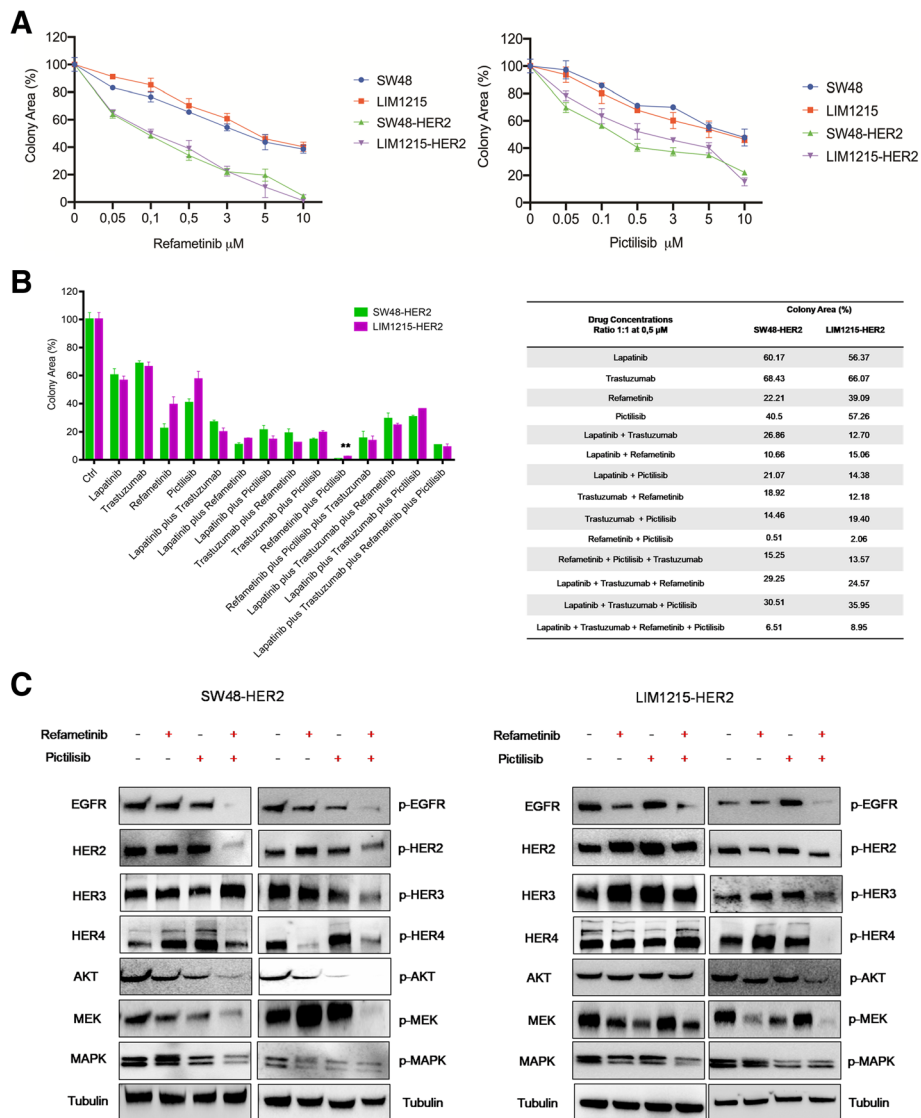 A
Colony Area (%)
120
100
80
60
40
20
0
0 0,05 0,1 0,5 3 5 10
Refametinib μM
SW48
LIM1215
SW48-HER2
LIM1215-HER2
Colony Area (%)
120
100
80
60
40
20
0
0 0.05 0.1 0.5 3 5 10
Pictilisib μM
SW48
LIM1215
SW48-HER2
LIM1215-HER2
B
Colony Area (%)
120
100
80
60
40
20
0
SW48-HER2
LIM1215-HER2
**
Ctrl
Lapatinib
Trastuzumab
Refametinib
Pictilisib
Lapatinib plus Trastuzumab
Lapatinib plus Refametinib
Lapatinib plus Pictilisib
Trastuzumab plus Refametinib
Trastuzumab plus Pictilisib
Refametinib plus Pictilisib
Refametinib plus Pictilisib plus Trastuzumab
Lapatinib plus Trastuzumab plus Refametinib
Lapatinib plus Trastuzumab plus Pictilisib
Lapatinib plus Trastuzumab plus Refametinib plus Pictilisib
Colony Area (%)
Drug Concentrations
Ratio 1:1 at 0,5 μM
SW48-HER2 LIM1215-HER2
Lapatinib 60.17 56.37
Trastuzumab 68.43 66.07
Refametinib 22.21 39.09
Pictilisib 40.5 57.26
Lapatinib + Trastuzumab 26.86 12.70
Lapatinib + Refametinib 10.66 15.06
Lapatinib + Pictilisib 21.07 14.38
Trastuzumab + Refametinib 18.92 12.18
Trastuzumab + Pictilisib 14.46 19.40
Refametinib + Pictilisib 0.51 2.06
Refametinib + Pictilisib + Trastuzumab 15.25 13.57
Lapatinib + Trastuzumab + Refametinib 29.25 24.57
Lapatinib + Trastuzumab + Pictilisib 30.51 35.95
Lapatinib + Trastuzumab + Refametinib + Pictilisib 6.51 8.95
C
SW48-HER2
Refametinib - + - + - + - +
Pictilisib - - + + - - + +
EGFR p-EGFR
HER2 p-HER2
HER3 p-HER3
HER4 p-HER4
AKT p-AKT
MEK p-MEK
MAPK p-MAPK
Tubulin Tubulin
LIM1215-HER2
Refametinib - + - + - + - +
Pictilisib - - + + - - + +
EGFR p-EGFR
HER2 p-HER2
HER3 p-HER3
HER4 p-HER4
AKT p-AKT
MEK p-MEK
MAPK p-MAPK
Tubulin Tubulin